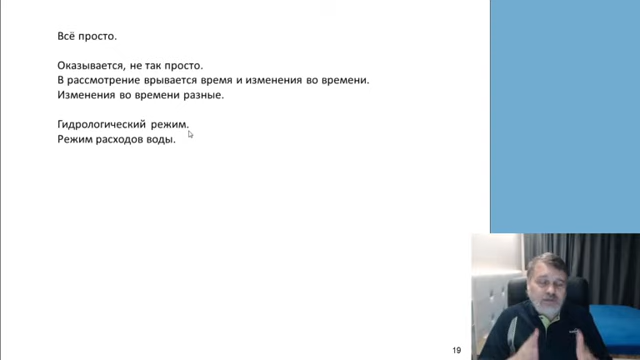 Всё просто.
Оказывается, не так просто.
В рассмотрение врывается время и изменения во времени.
Изменения во времени разные.
Гидрологический режим.
Режим расходов воды.
19